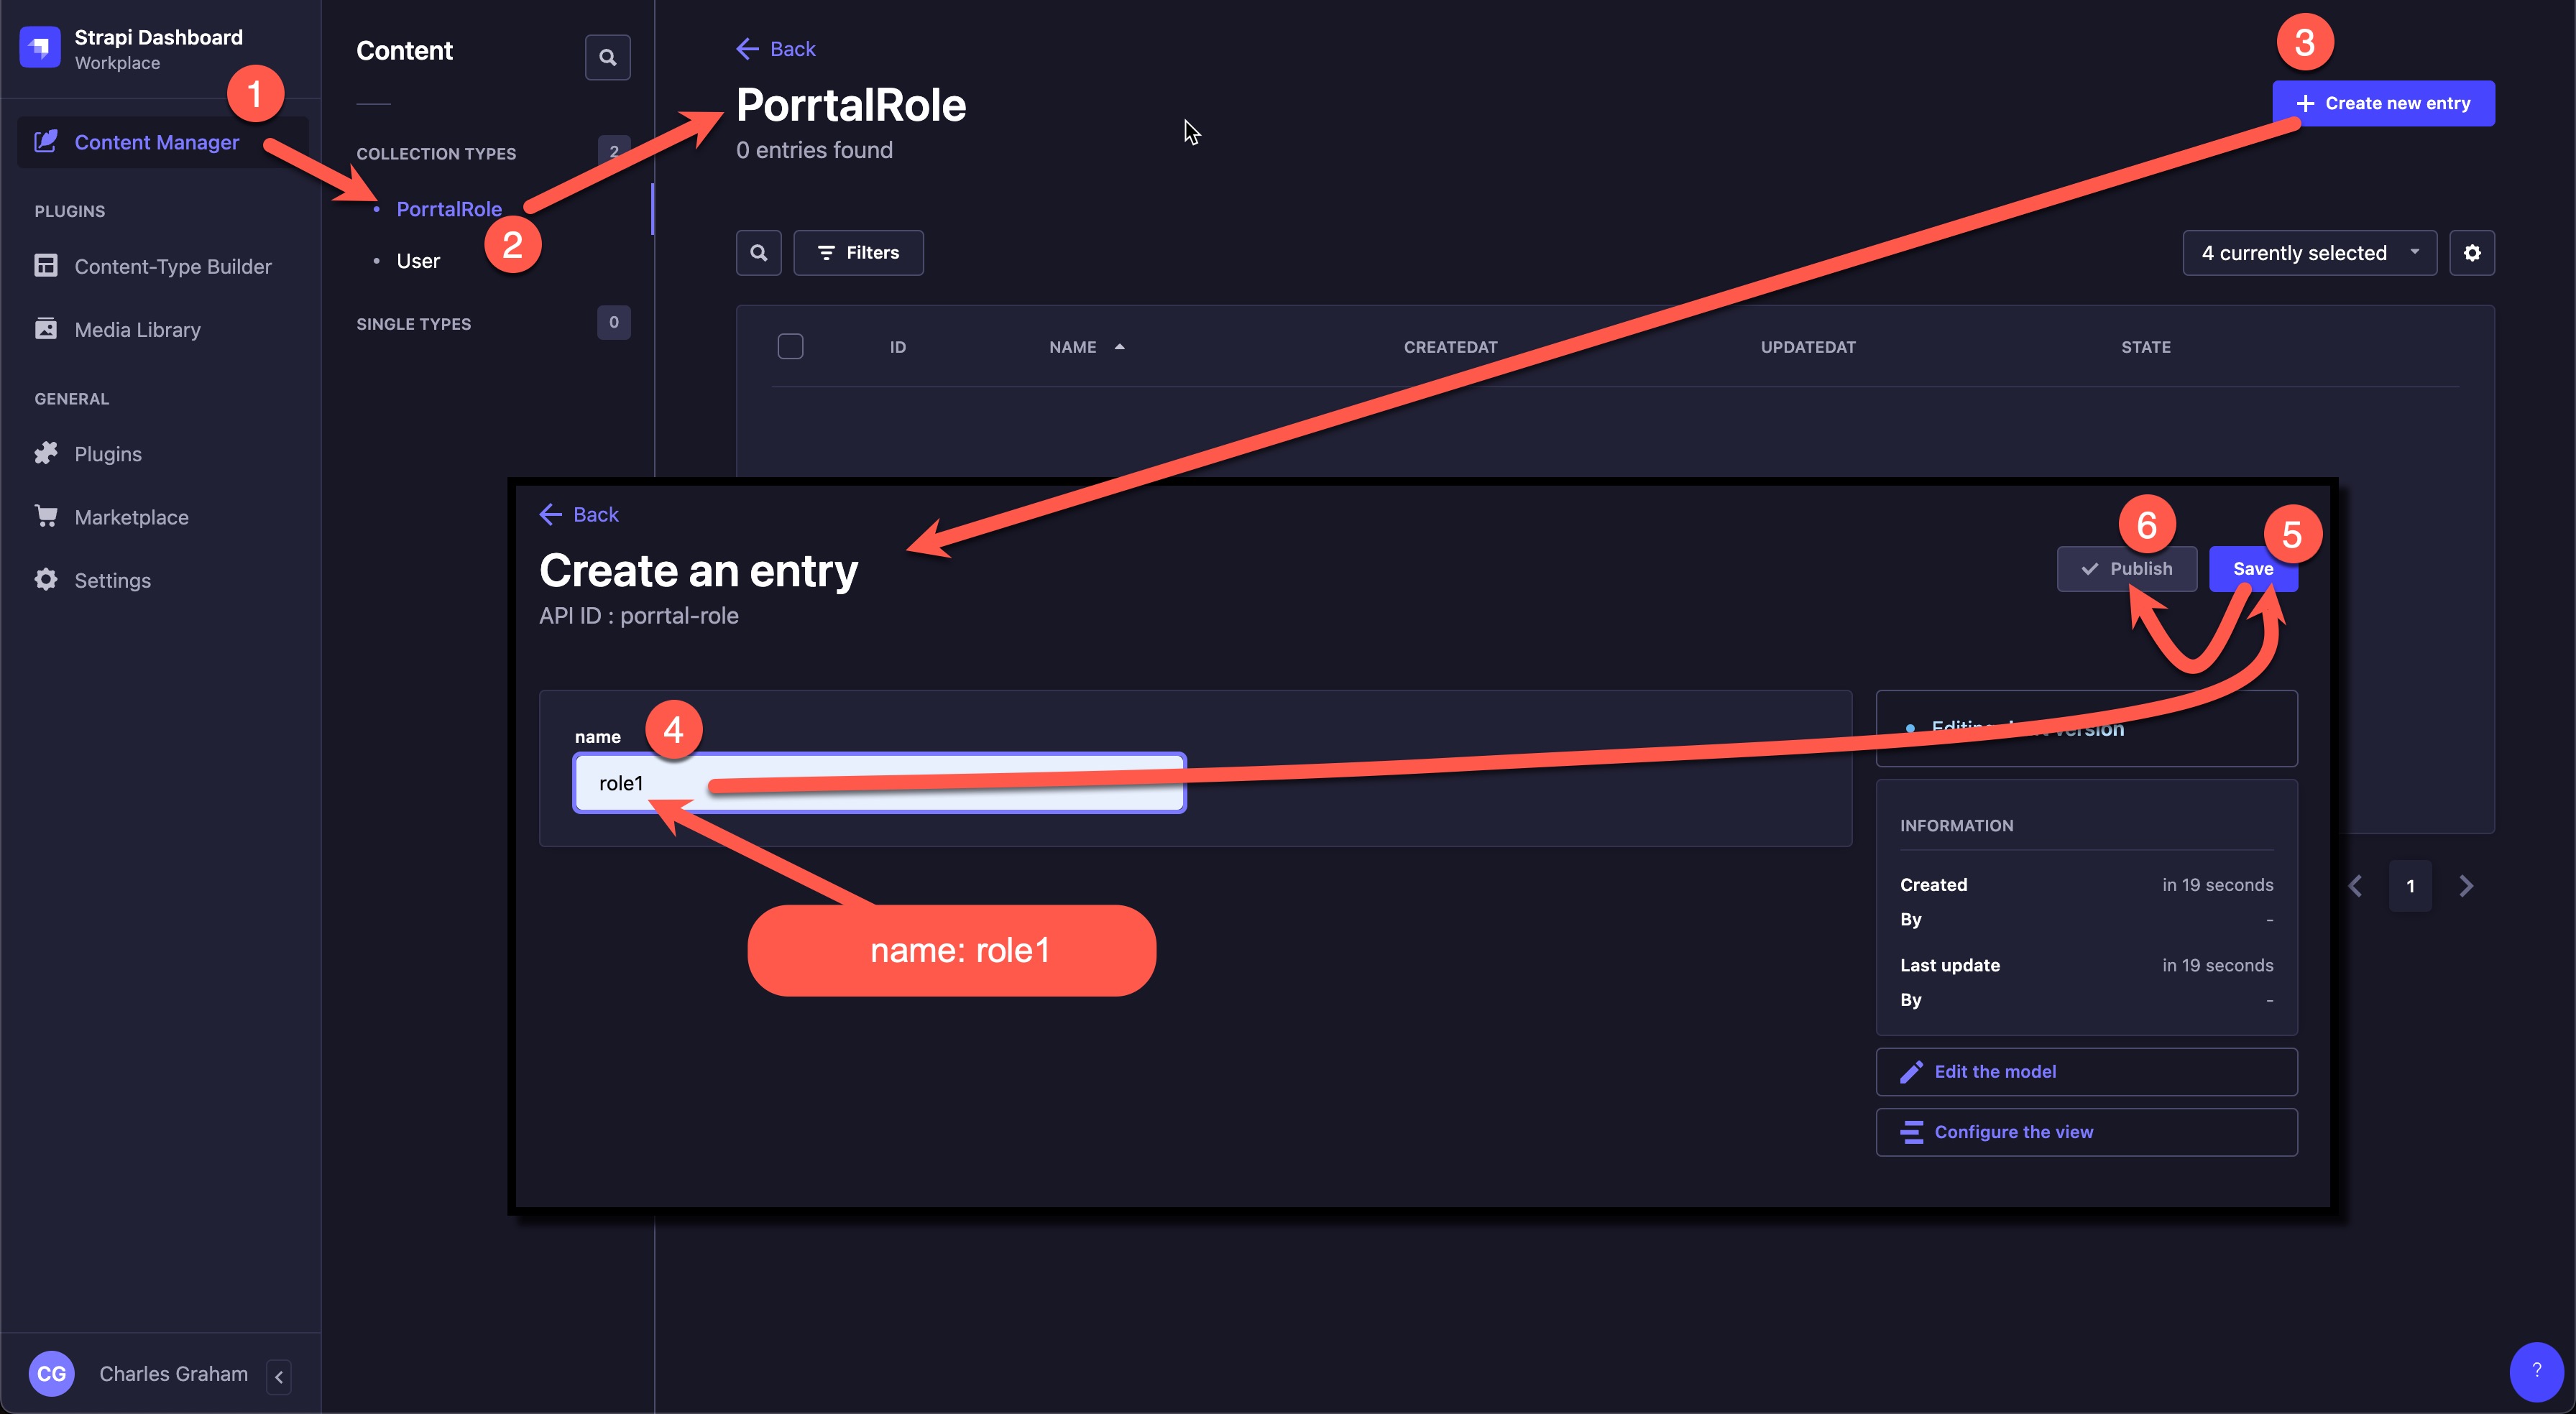 Strapi Dashboard
Workplace
1
Content Manager
PLUGINS
Content-Type Builder
Media Library
GENERAL
Plugins
Marketplace
Settings
CG
Charles Graham
Content
COLLECTION TYPES
2
PorrtalRole
2
User
SINGLE TYPES
0
Back
PorrtalRole
0 entries found
3
Create new entry
Filters
4 currently selected
ID
NAME
CREATEDAT
UPDATEDAT
STATE
1
?
Back
Create an entry
API ID : porrtal-role
6
Publish
5
Save
name
4
role1
name: role1
version
INFORMATION
Created
in 19 seconds
By
-
Last update
in 19 seconds
By
-
Edit the model
Configure the view